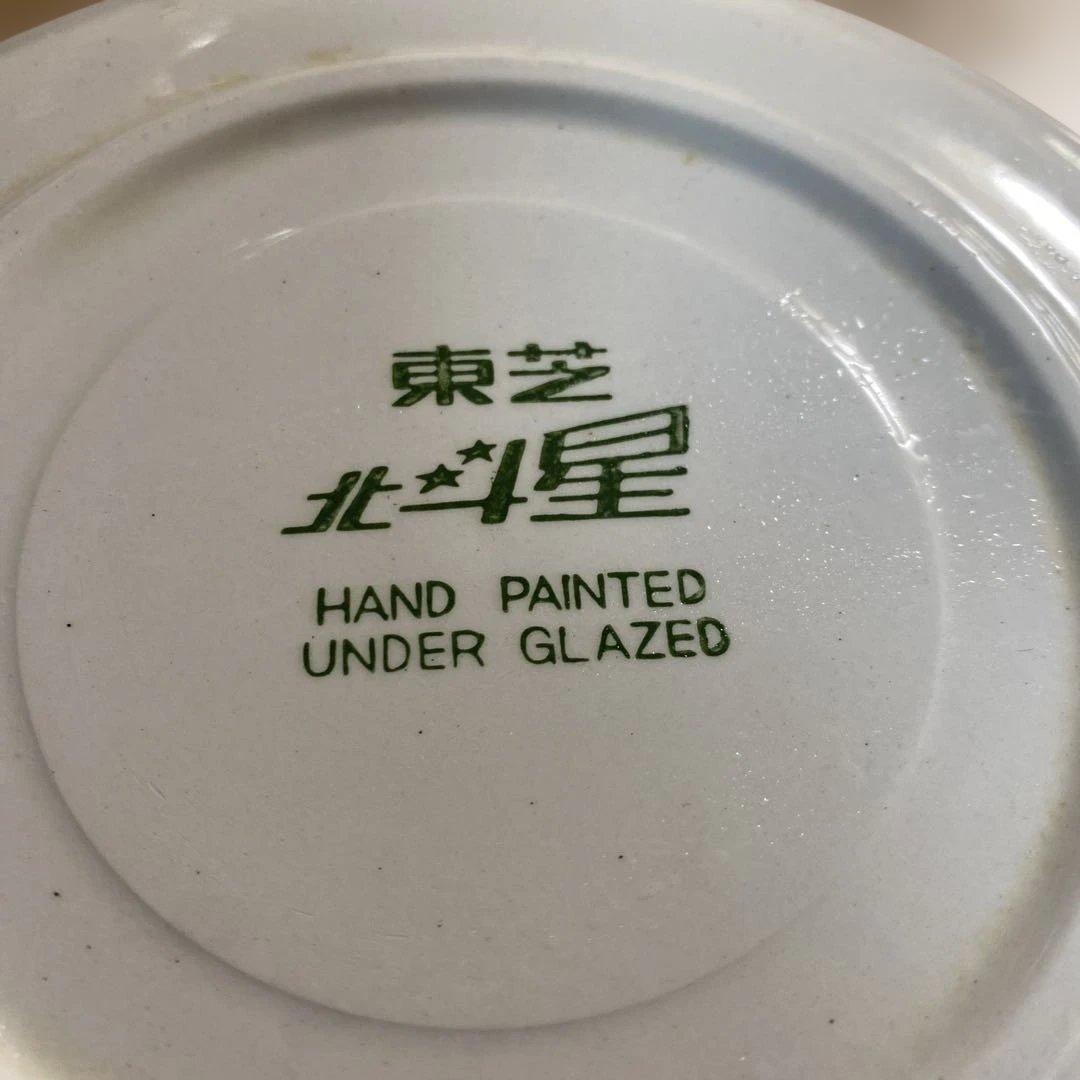 東芝
北斗星
HAND PAINTED
UNDER GLAZED